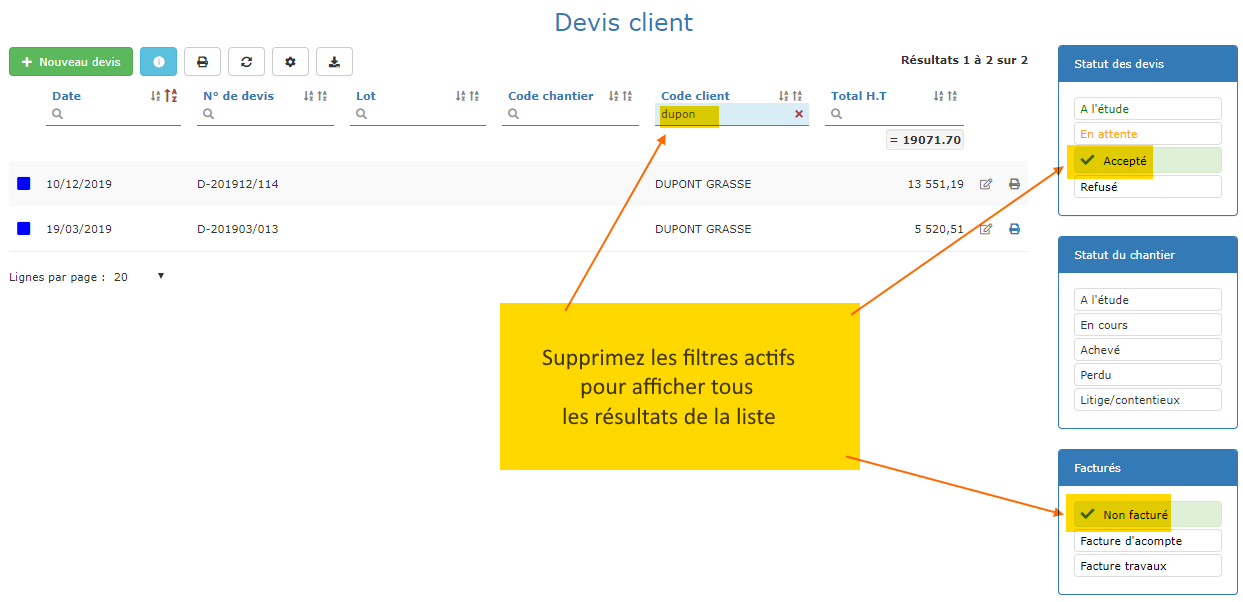 Devis client
Nouveau devis
Résultats 1 à 2 sur 2
Date N° de devis Lot Code chantier Code client Total H.T
dupon
= 19071.70
10/12/2019 D-201912/114 DUPONT GRASSE 13 551,19
19/03/2019 D-201903/013 DUPONT GRASSE 5 520,51
Lignes par page : 20
Supprimez les filtres actifs
pour afficher tous
les résultats de la liste
Statut des devis
A l'étude
En attente
Accepté
Refusé
Statut du chantier
A l'étude
En cours
Achevé
Perdu
Litige/contentieux
Facturés
Non facturé
Facture d'acompte
Facture travaux